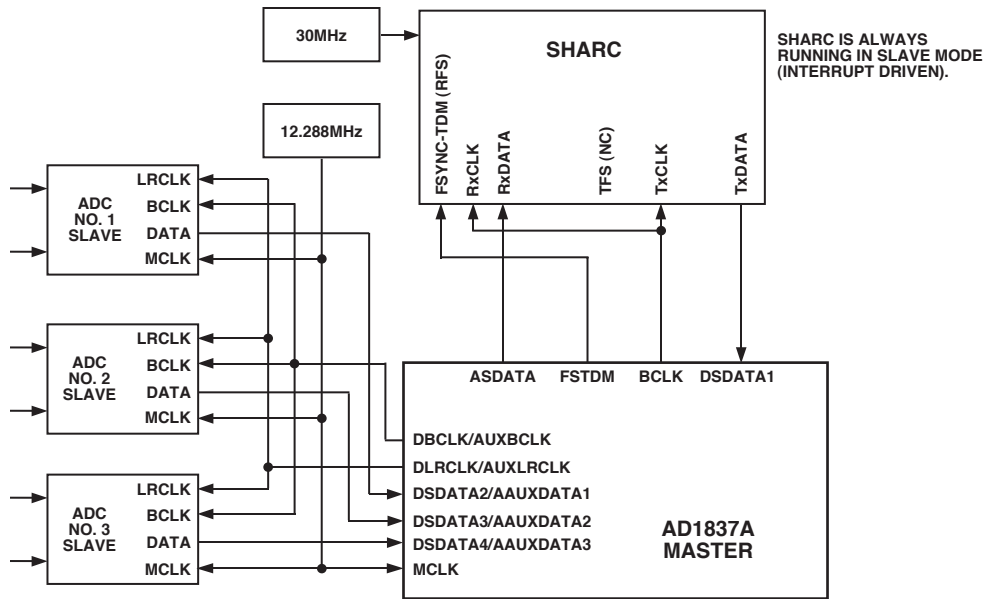 30MHz
SHARC
SHARC IS ALWAYS
RUNNING IN SLAVE MODE
(INTERRUPT DRIVEN).
FSYNC-TDM (RFS)
RxCLK
RxDATA
TFS (NC)
TxCLK
TxDATA
12.288MHz
ADC
NO. 1
SLAVE
LRCLK
BCLK
DATA
MCLK
ADC
NO. 2
SLAVE
LRCLK
BCLK
DATA
MCLK
ADC
NO. 3
SLAVE
LRCLK
BCLK
DATA
MCLK
ASDATA
FSTDM
BCLK
DSDATA1
DBCLK/AUXBCLK
DLRCLK/AUXLRCLK
DSDATA2/AAUXDATA1
DSDATA3/AAUXDATA2
DSDATA4/AAUXDATA3
MCLK
AD1837A
MASTER